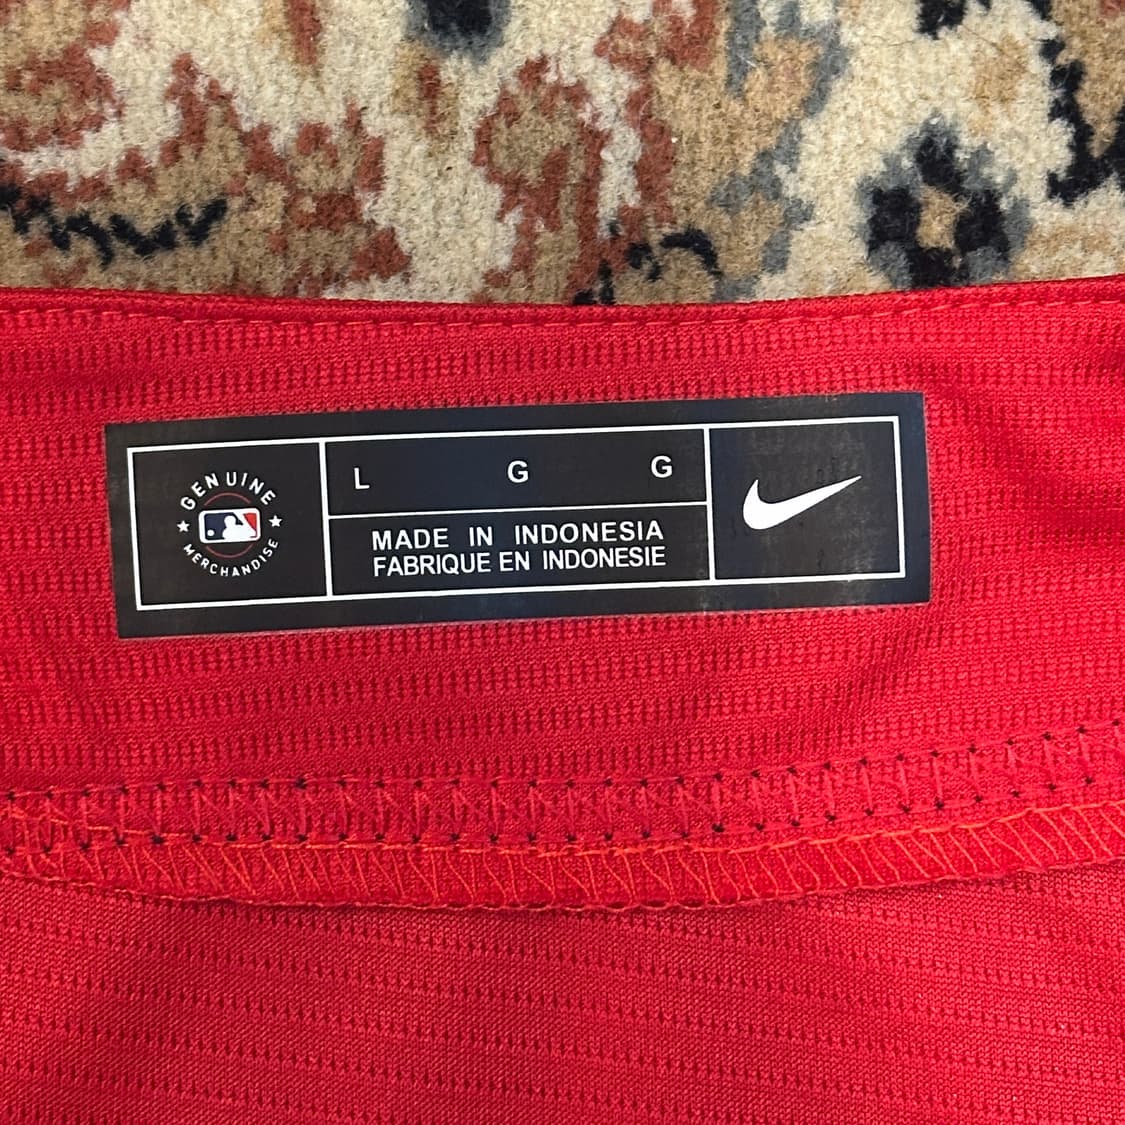 GENUINE
MERCHANDISE
L G G
MADE IN INDONESIA
FABRIQUE EN INDONESIE